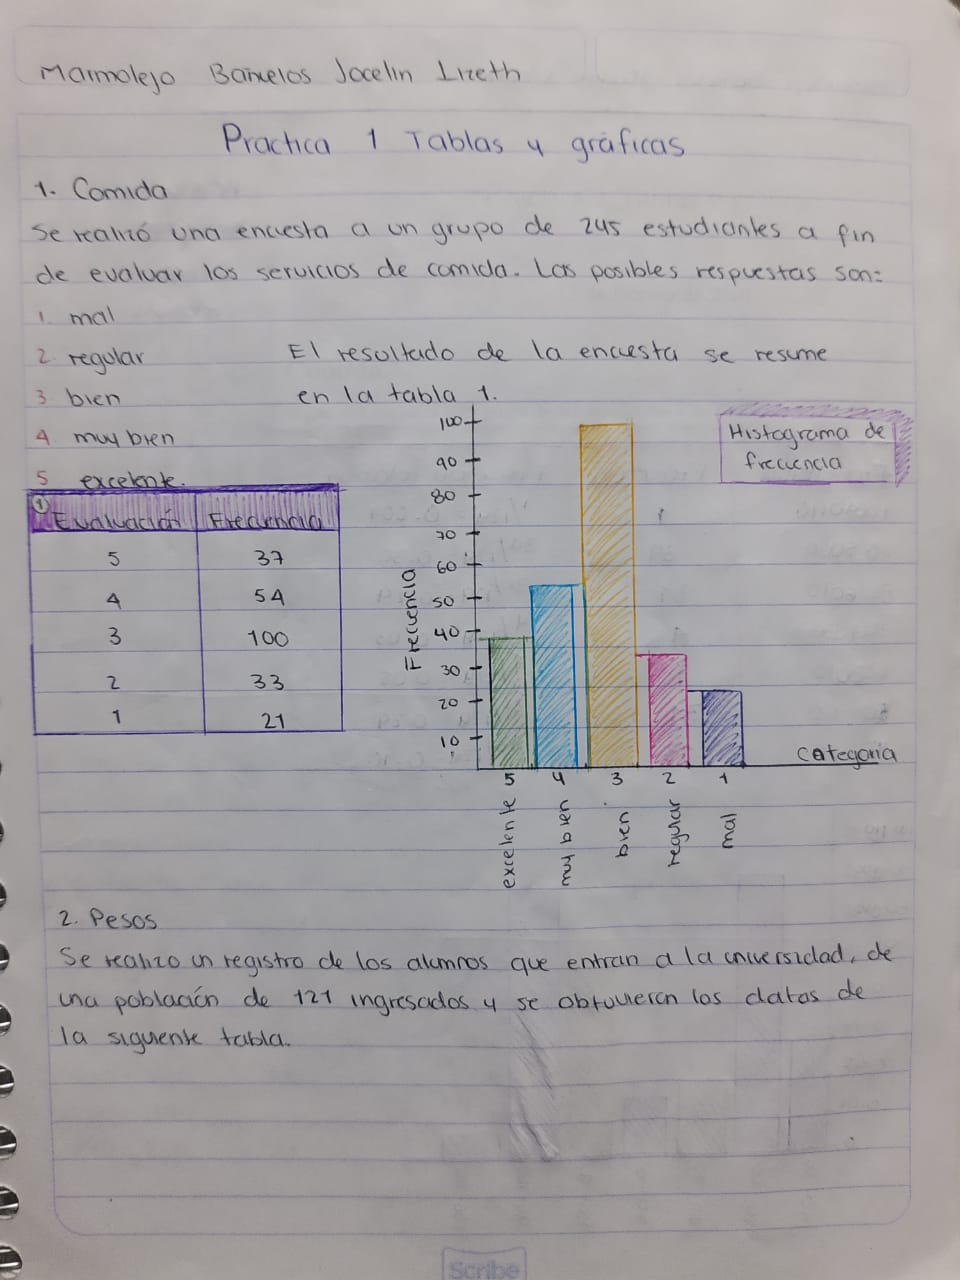 Marmolejo Bañuelos Jocelin Lizeth
Practica 1 Tablas y gráficas
1. Comida
Se realizó una encuesta a un grupo de 245 estudiantes a fin
de evaluar los servicios de comida. Las posibles respuestas son:
1. mal
2. regular
3 bien
4 muy bien
5 excelente.
El resultado de la encuesta se resume
en la tabla 1.
1
Evaluación Frecuencia
5 37
4 54
3 100
2 33
1 21
Histograma de
frecuencia
Frecuencia
100
90
80
70
60
50
40
30
20
10
5 4 3 2 1
excelente
muy bien
bien
regular
mal
categoria
2. Pesos
Se realizo un registro de los alumnos que entran a la universidad, de
una población de 121 ingresados y se obtuvieron los datos de
la siguiente tabla.
Scribe